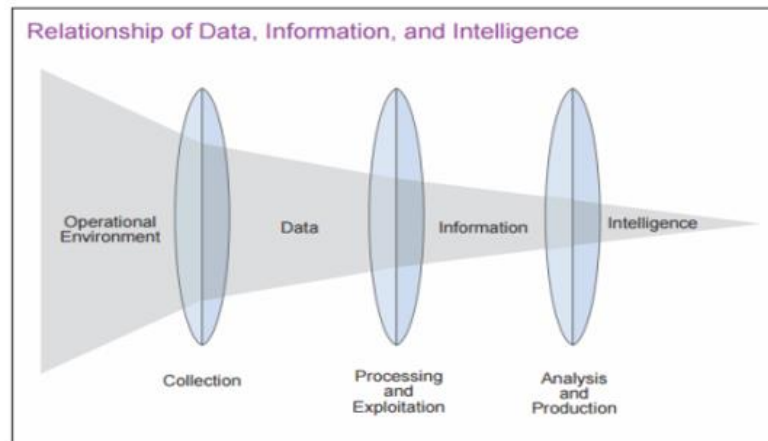 Relationship of Data, Information, and Intelligence
Operational
Environment
Data
Information
Intelligence
Collection
Processing
and
Exploitation
Analysis
and
Production